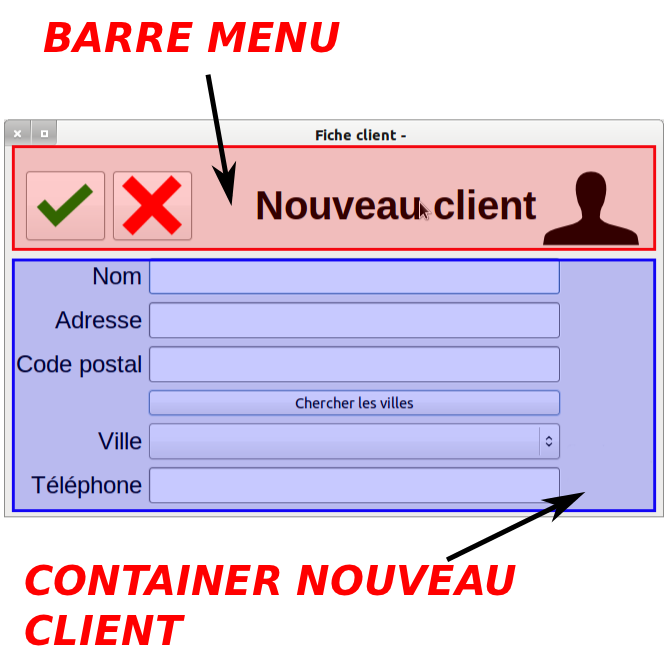 BARRE MENU
Fiche client -
Nouveau client
Nom
Adresse
Code postal
Chercher les villes
Ville
Téléphone
CONTAINER NOUVEAU
CLIENT